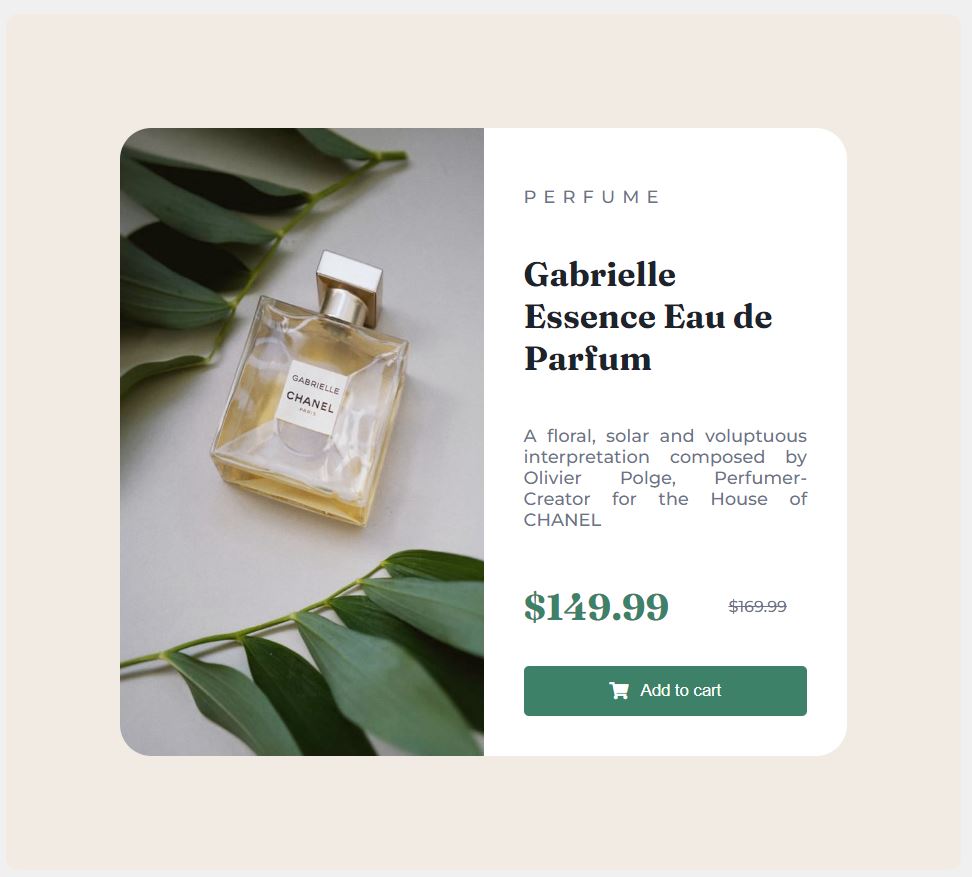 GABRIELLE
CHANEL
PARIS
PERFUME
Gabrielle
Essence Eau de
Parfum
A floral, solar and voluptuous
interpretation composed by
Olivier Polge, Perfumer-
Creator for the House of
CHANEL
$149.99 $169.99
Add to cart